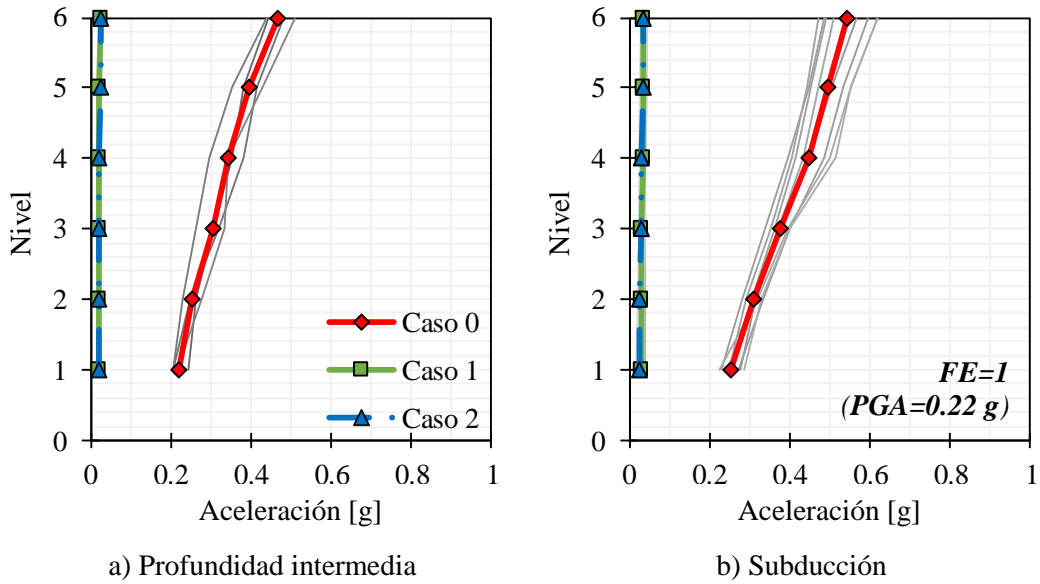 6
5
4
3
2
1
0
Nivel
0
0.2
0.4
0.6
0.8
1
Aceleración [g]
Caso 0
Caso 1
Caso 2
a) Profundidad intermedia
6
5
4
3
2
1
0
Nivel
0
0.2
0.4
0.6
0.8
1
Aceleración [g]
FE=1
(PGA=0.22 g)
b) Subducción